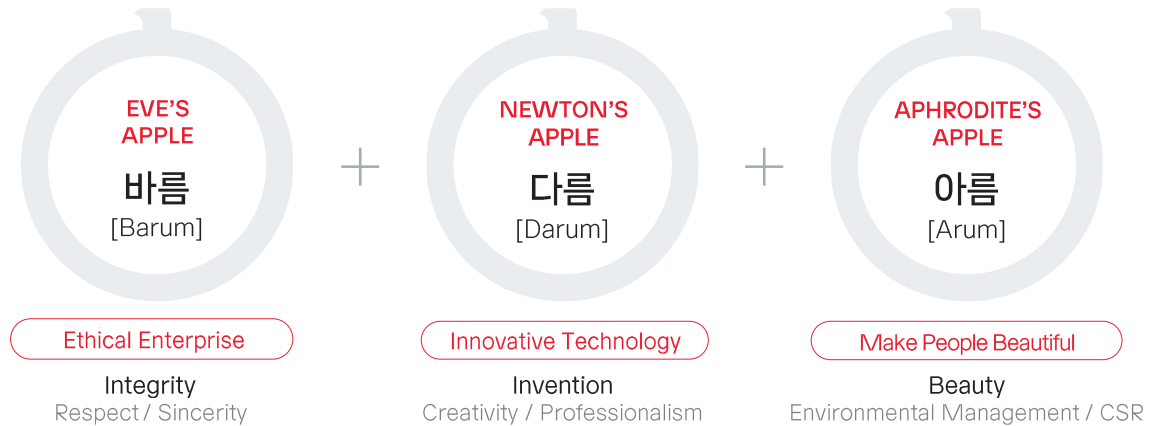 EVE'S
APPLE
바름
[Barum]
Ethical Enterprise
Integrity
Respect / Sincerity
+
NEWTON'S
APPLE
다름
[Darum]
Innovative Technology
Invention
Creativity / Professionalism
+
APHRODITE'S
APPLE
아름
[Arum]
Make People Beautiful
Beauty
Environmental Management / CSR